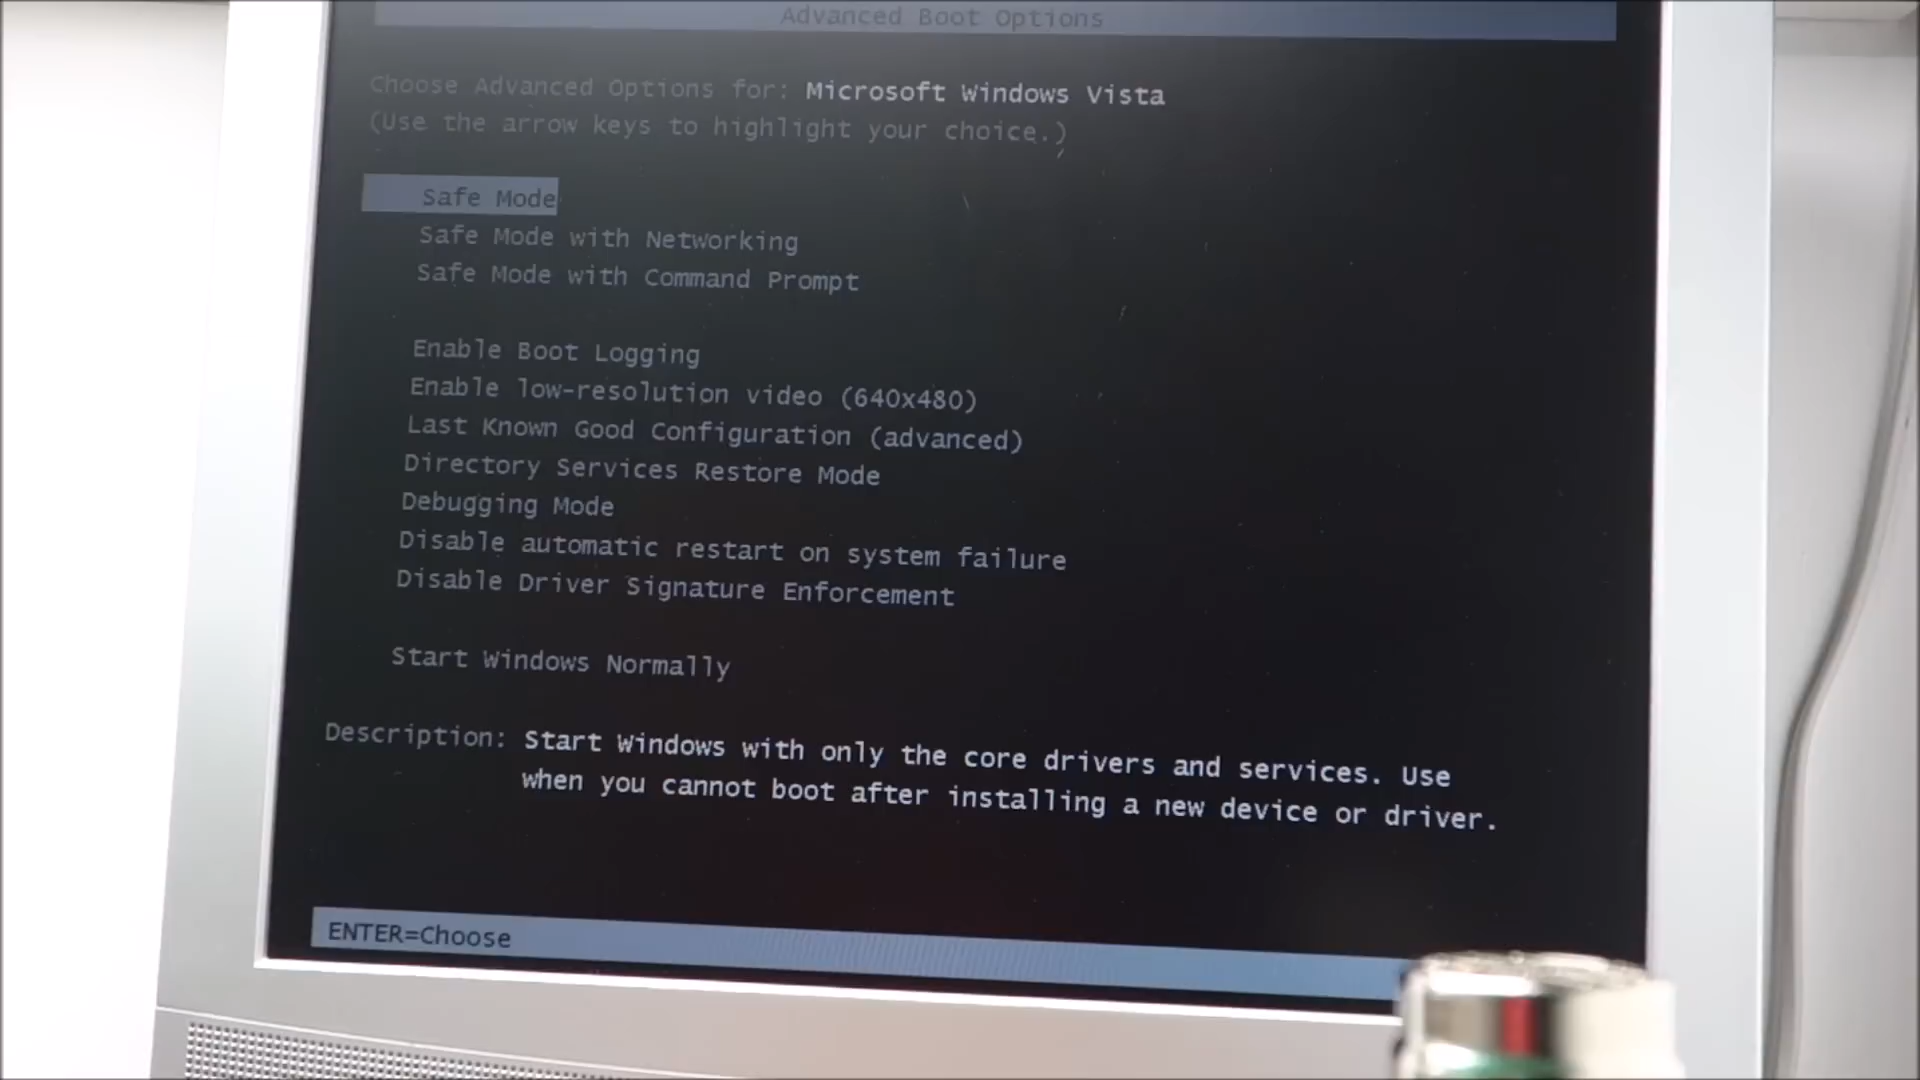 Advanced Boot Options
Choose Advanced Options for: Microsoft Windows Vista
(Use the arrow keys to highlight your choice.)
Safe Mode
Safe Mode with Networking
Safe Mode with Command Prompt
Enable Boot Logging
Enable low-resolution video (640x480)
Last Known Good Configuration (advanced)
Directory Services Restore Mode
Debugging Mode
Disable automatic restart on system failure
Disable Driver Signature Enforcement
Start Windows Normally
Description: Start Windows with only the core drivers and services. Use
when you cannot boot after installing a new device or driver.
ENTER=Choose